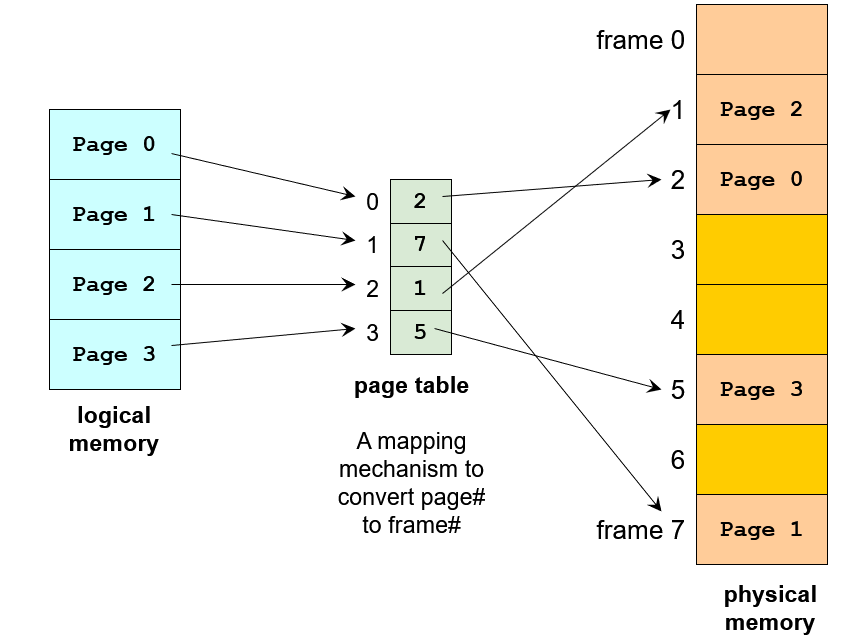 Page 0
Page 1
Page 2
Page 3
logical
memory
0 2
1 7
2 1
3 5
page table
A mapping
mechanism to
convert page#
to frame#
frame 0
1 Page 2
2 Page 0
3
4
5 Page 3
6
frame 7 Page 1
physical
memory